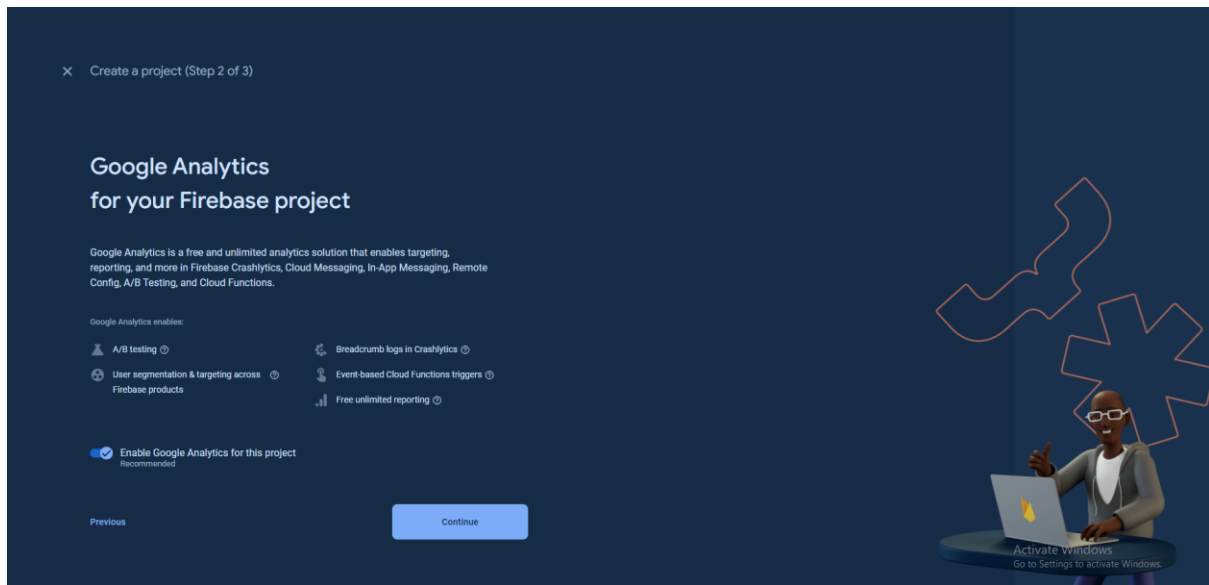 Create a project (Step 2 of 3)
Google Analytics
for your Firebase project
Google Analytics is a free and unlimited analytics solution that enables targeting,
reporting, and more in Firebase Crashlytics, Cloud Messaging, In-App Messaging, Remote
Config, A/B Testing, and Cloud Functions.
Google Analytics enables:
A/B testing
User segmentation & targeting across
Firebase products
Breadcrumb logs in Crashlytics
Event-based Cloud Functions triggers
Free unlimited reporting
Enable Google Analytics for this project
Recommended
Previous
Continue
Activate Windows
Go to Settings to activate Windows.